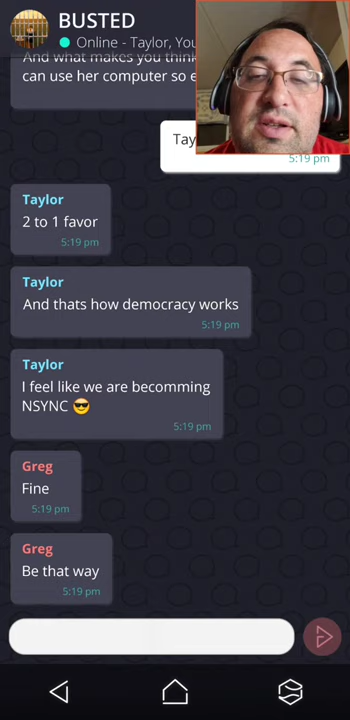 BUSTED
Online - Taylor, You
And what makes you think
can use her computer so e
Tay
5:19 pm
Taylor
2 to 1 favor
5:19 pm
Taylor
And thats how democracy works
5:19 pm
Taylor
I feel like we are becomming
NSYNC 😎
5:19 pm
Greg
Fine
5:19 pm
Greg
Be that way
5:19 pm